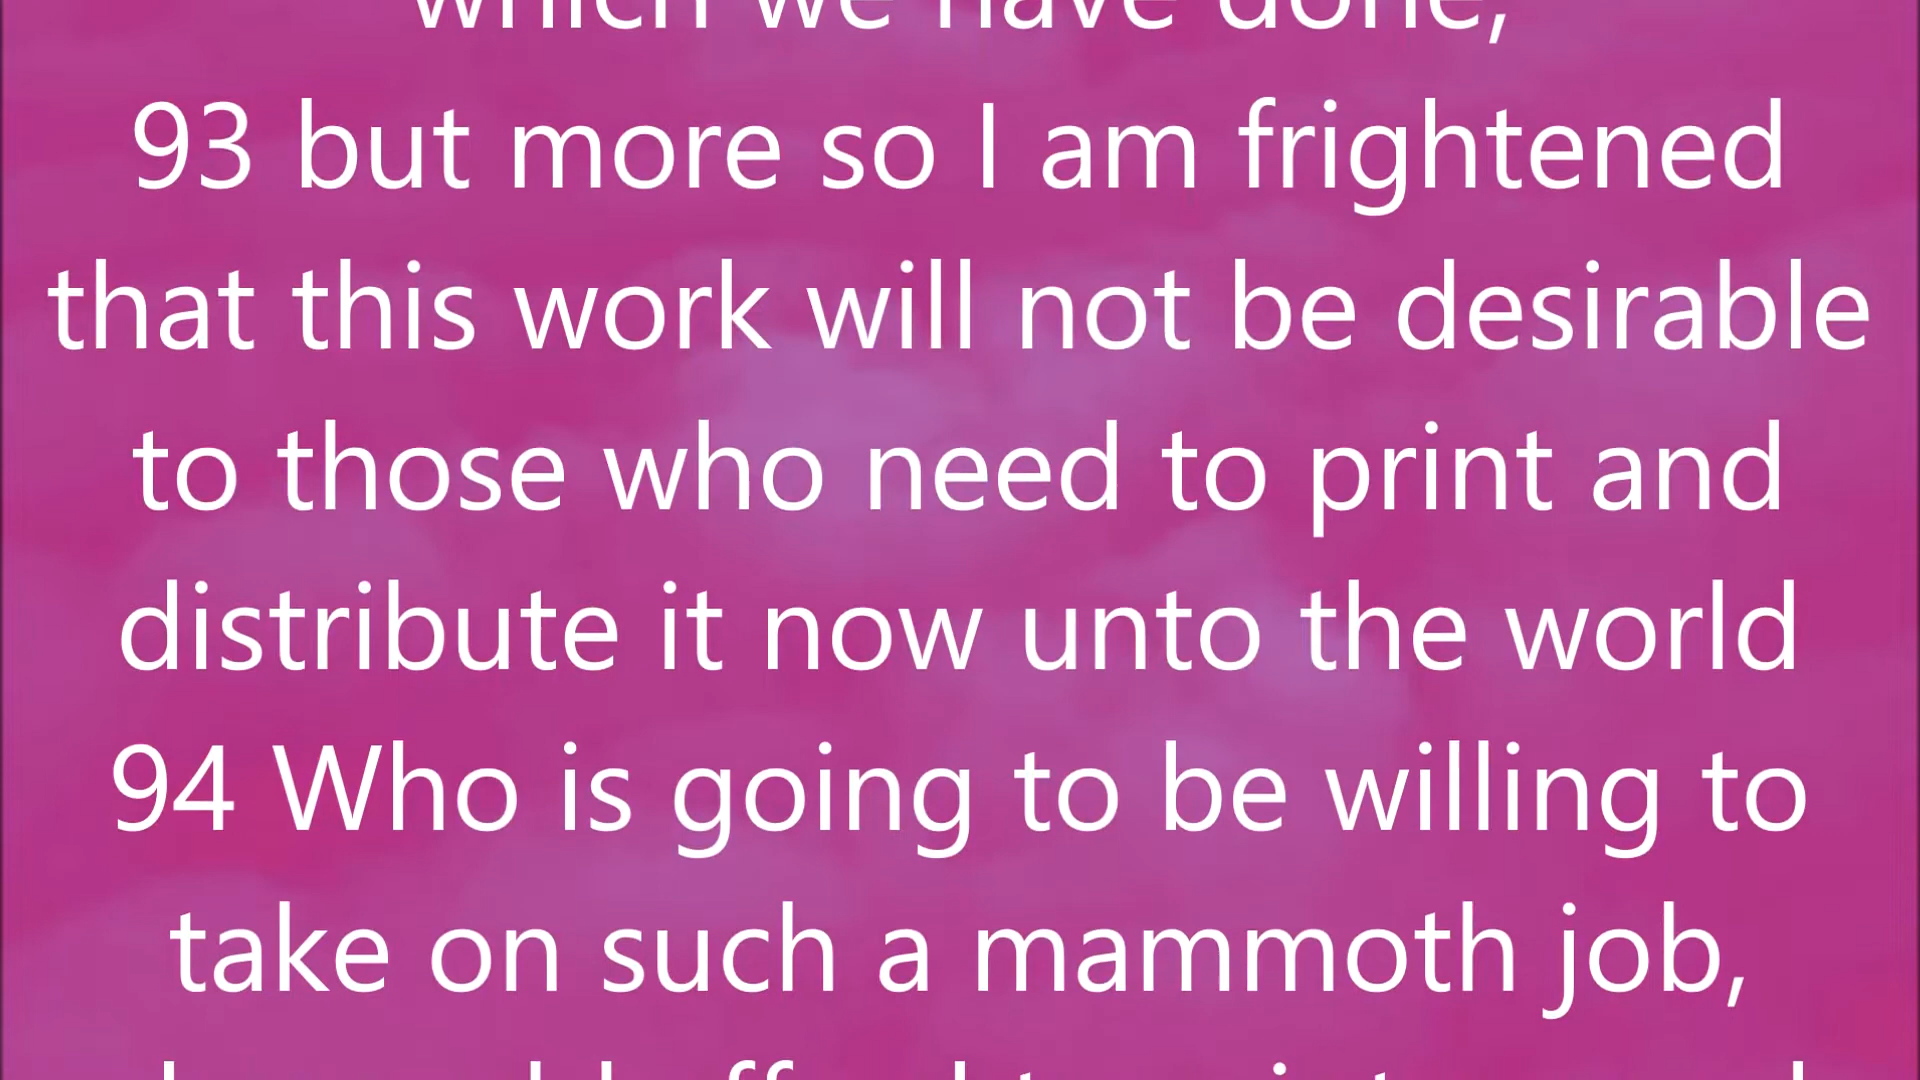 which we have done,
93 but more so I am frightened
that this work will not be desirable
to those who need to print and
distribute it now unto the world
94 Who is going to be willing to
take on such a mammoth job,